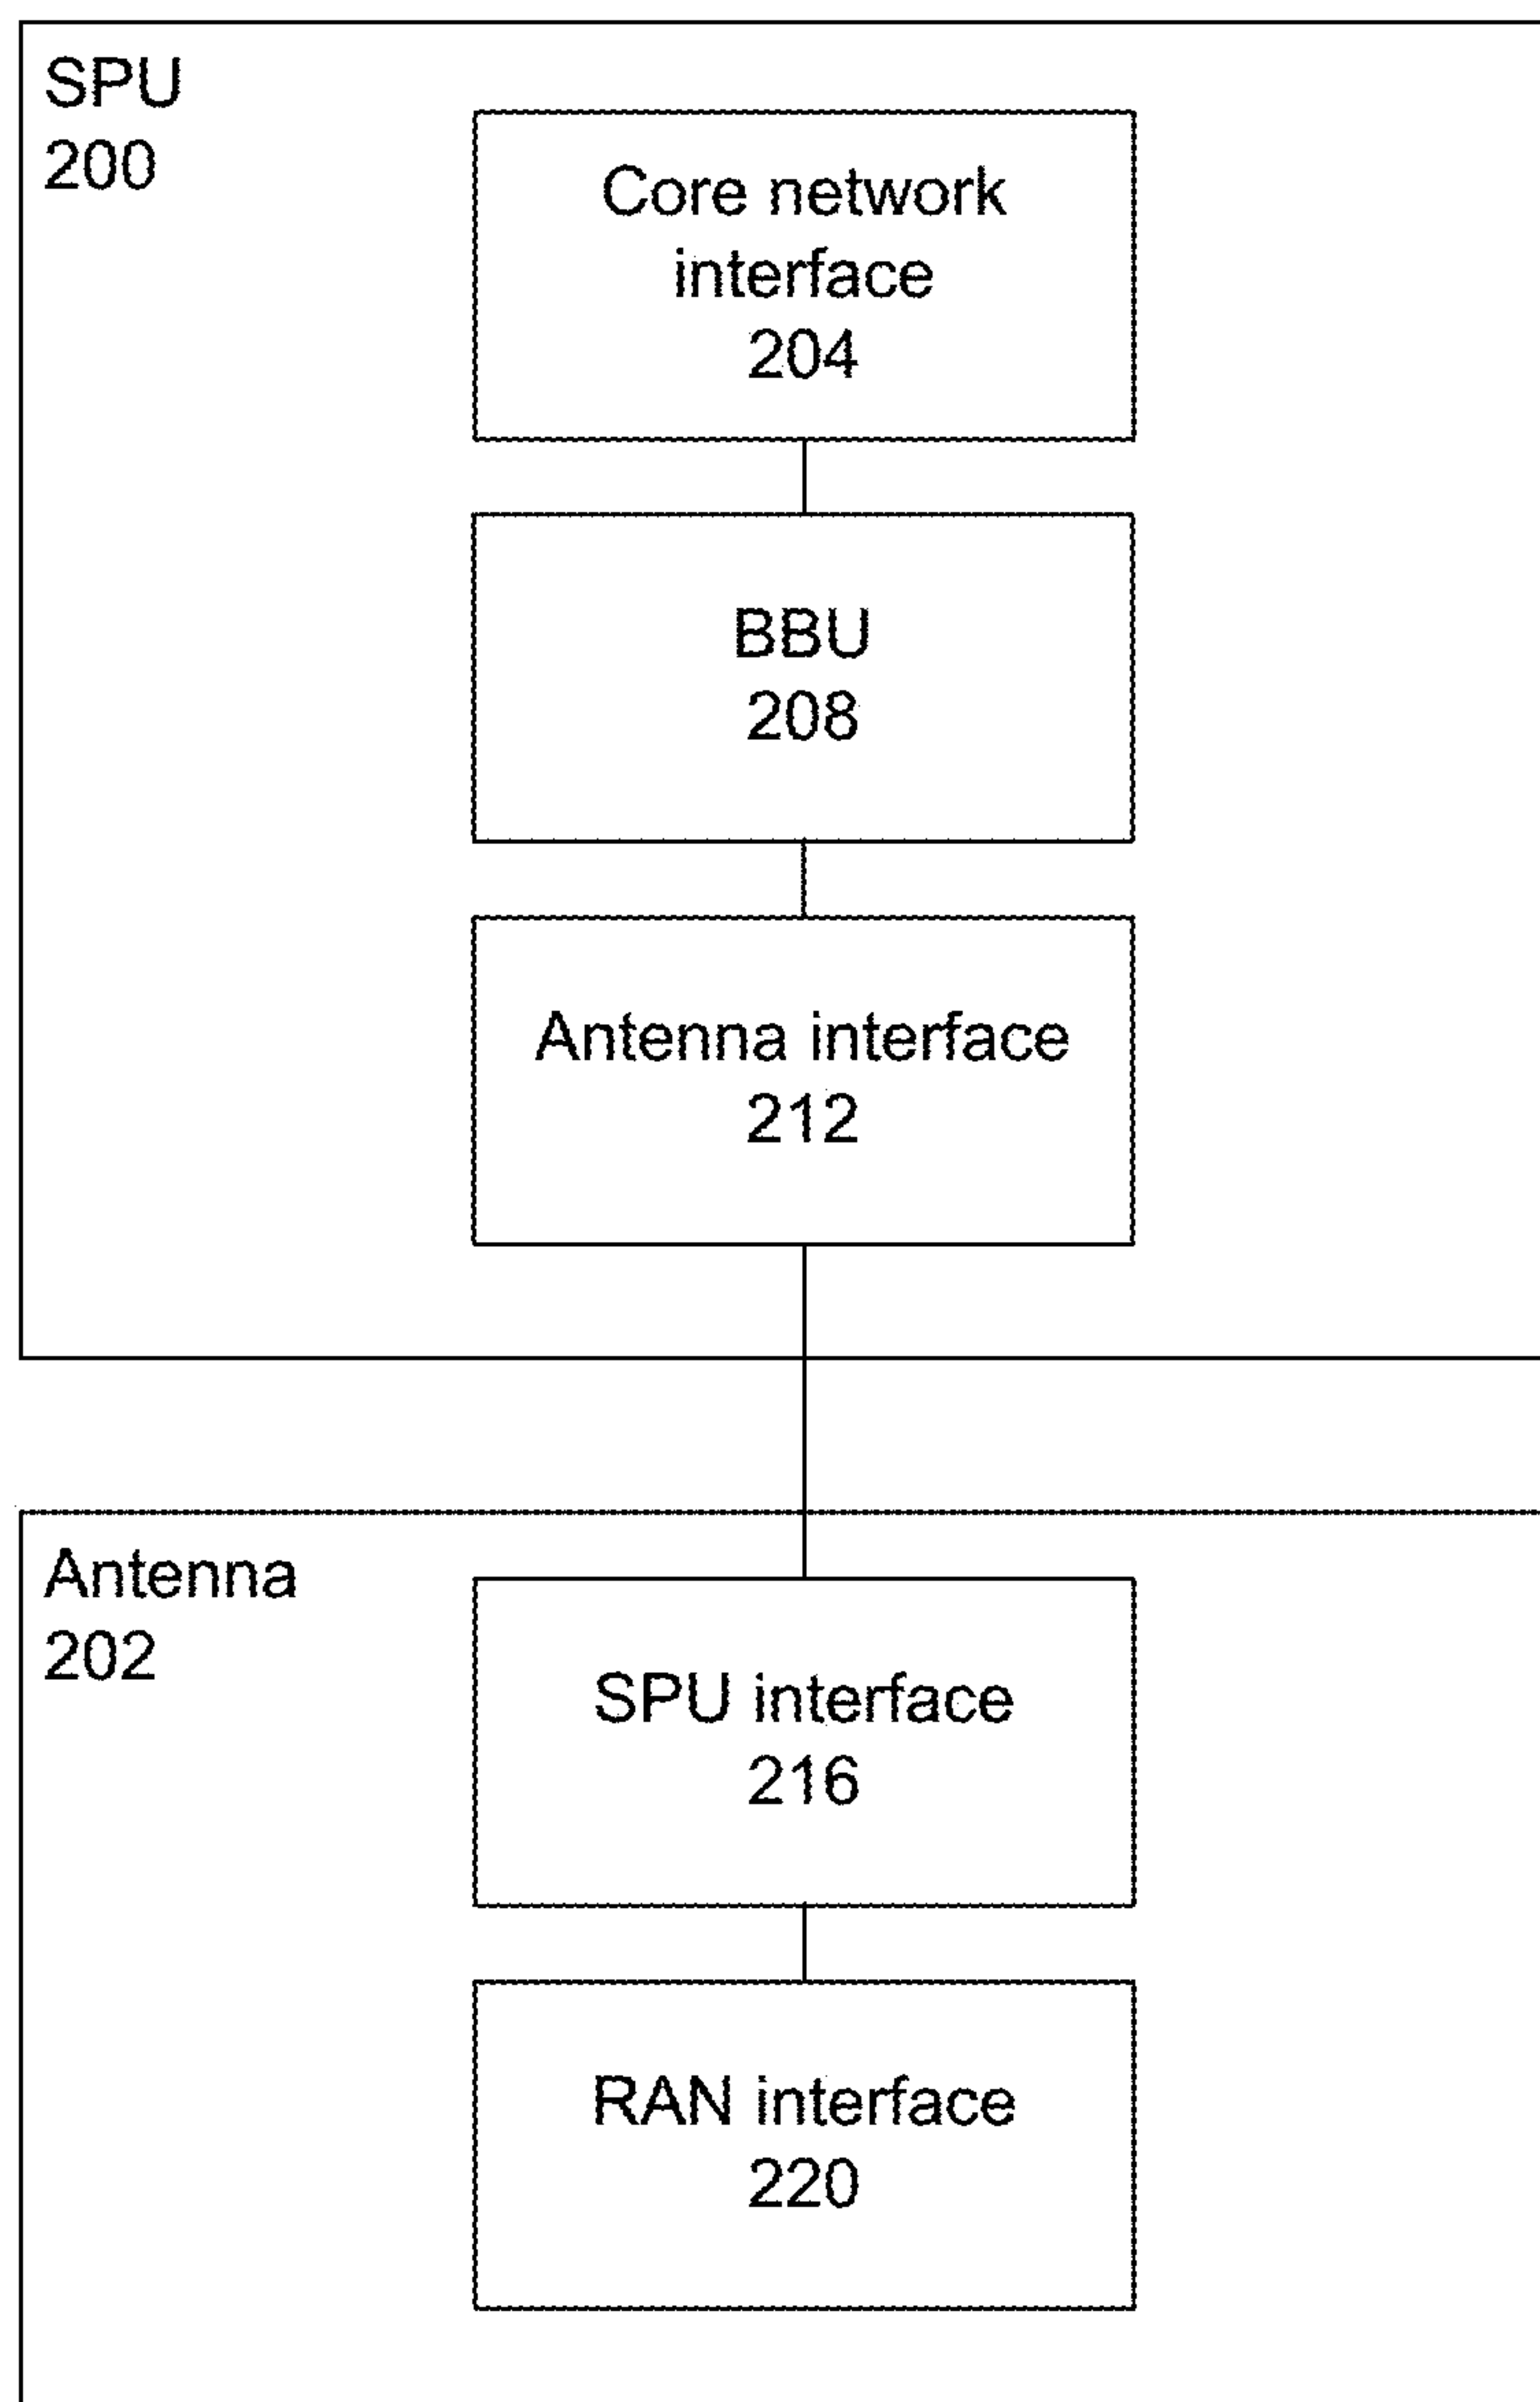 SPU
200
Core network
interface
204
BBU
208
Antenna interface
212
Antenna
202
SPU interface
216
RAN interface
220